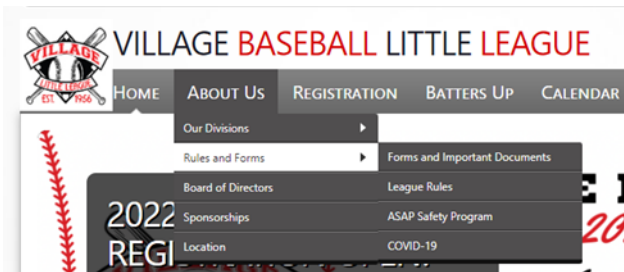 VILLAGE
LITTLE LEAGUE
EST. 1956
VILLAGE BASEBALL LITTLE LEAGUE
HOME ABOUT US REGISTRATION BATTERS UP CALENDAR
Our Divisions
Rules and Forms
Board of Directors
Sponsorships
Location
Forms and Important Documents
League Rules
ASAP Safety Program
COVID-19
2022
REGI